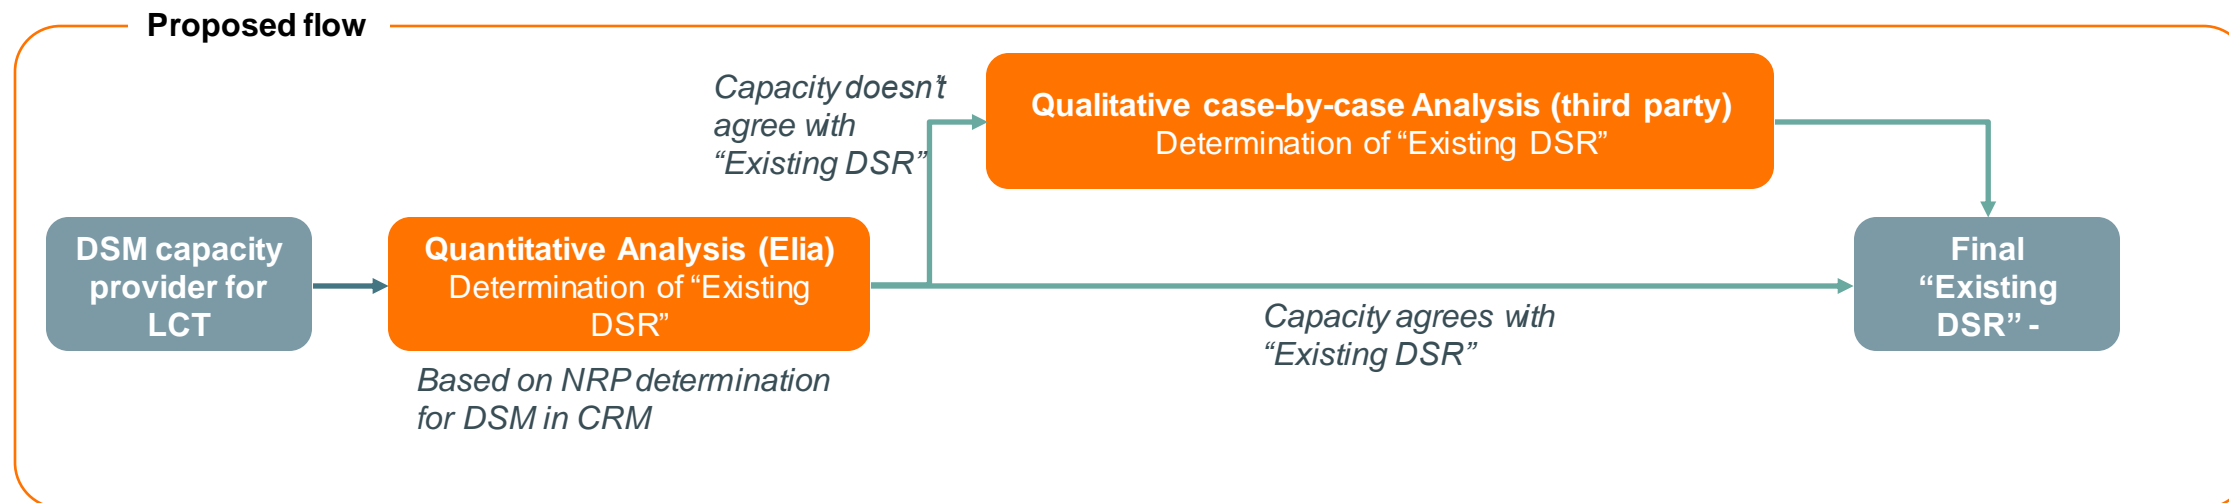 Proposed flow
Capacity doesn't
agree with
“Existing DSR”
Qualitative case-by-case Analysis (third party)
Determination of “Existing DSR”
DSM capacity
provider for
LCT
Quantitative Analysis (Elia)
Determination of “Existing
DSR”
Based on NRP determination
for DSM in CRM
Capacity agrees with
“Existing DSR”
Final
“Existing
DSR” -